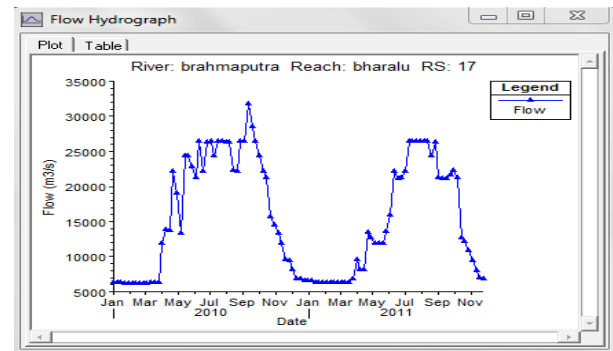 Flow Hydrograph
Plot Table
River: brahmaputra Reach: bharalu RS: 17
Legend
Flow
35000
30000
25000
20000
15000
10000
5000
Flow (m3/s)
Jan Mar May Jul Sep Nov Jan Mar May Jul Sep Nov
2010 2011
Date